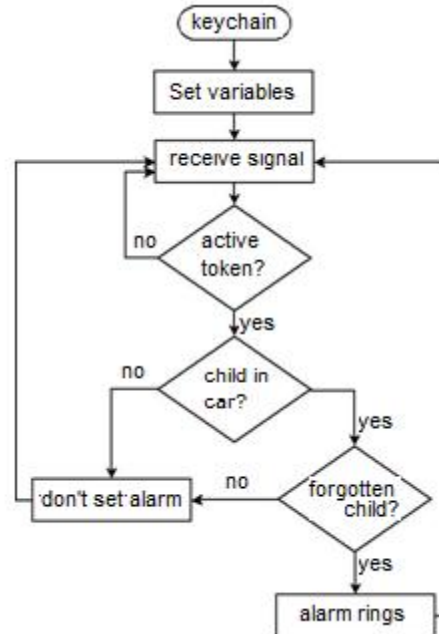 keychain
Set variables
receive signal
no
active
token?
yes
no
child in
car?
yes
don't set alarm
no
forgotten
child?
yes
alarm rings